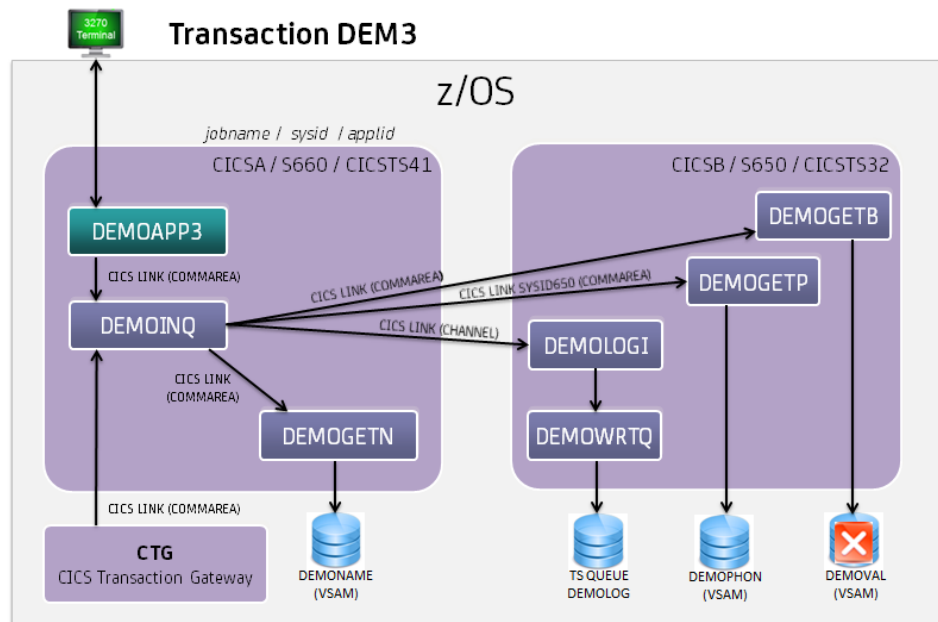 3270
Terminal
Transaction DEM3
z/OS
jobname / sysid / applid
CICSA / S660 / CICSTS41
CICSB / S650 / CICSTS32
DEMOGETB
DEMOAPP3
CICS LINK (COMMAREA)
CICS LINK (COMMAREA)
CICS LINK SYSID650 (COMMAREA)
DEMOGETP
DEMOINQ
CICS LINK (CHANNEL)
DEMOLOGI
CICS LINK
(COMMAREA)
DEMOGETN
DEMOWRTQ
CICS LINK (COMMAREA)
CTG
CICS Transaction Gateway
DEMONAME
(VSAM)
TS QUEUE
DEMOLOG
DEMOPHON
(VSAM)
DEMOVAL
(VSAM)